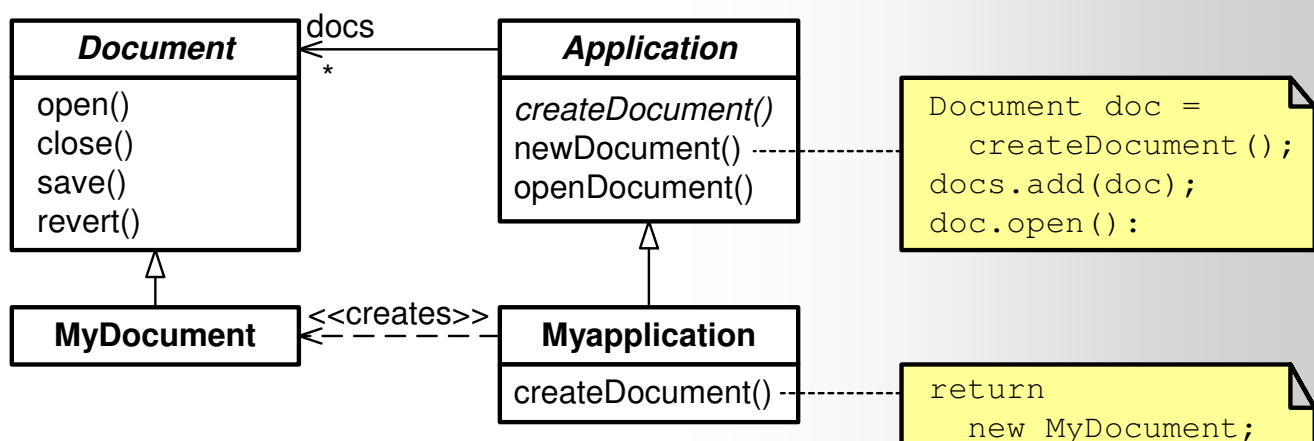 Document
open()
close()
save()
revert()
docs
*
Application
createDocument()
newDocument()
openDocument()
Document doc =
createDocument();
docs.add(doc);
doc.open():
MyDocument
<<creates>>
Myapplication
createDocument()
return
new MyDocument;